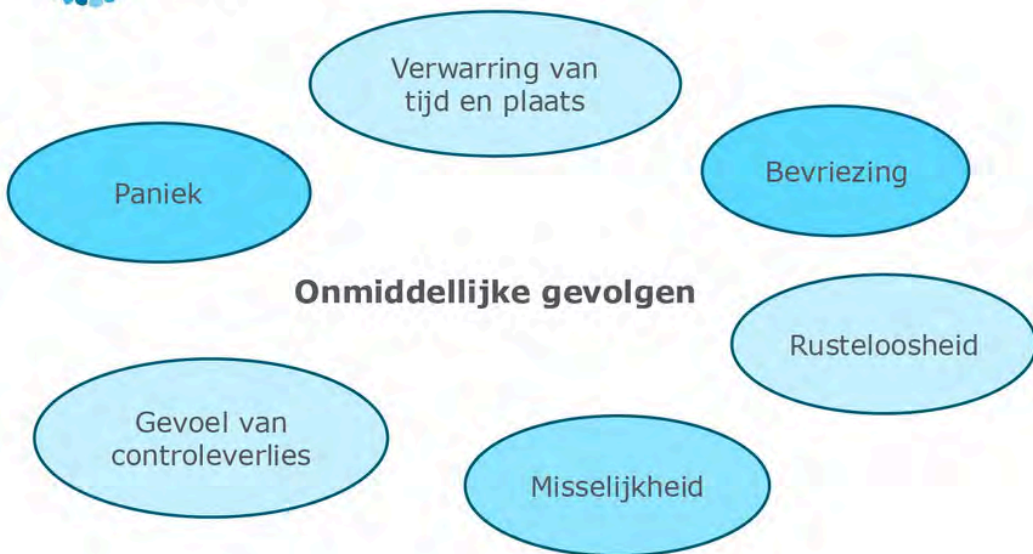 Verwarring van
tijd en plaats
Bevriezing
Paniek
Onmiddellijke gevolgen
Rusteloosheid
Gevoel van
controleverlies
Misselijkheid